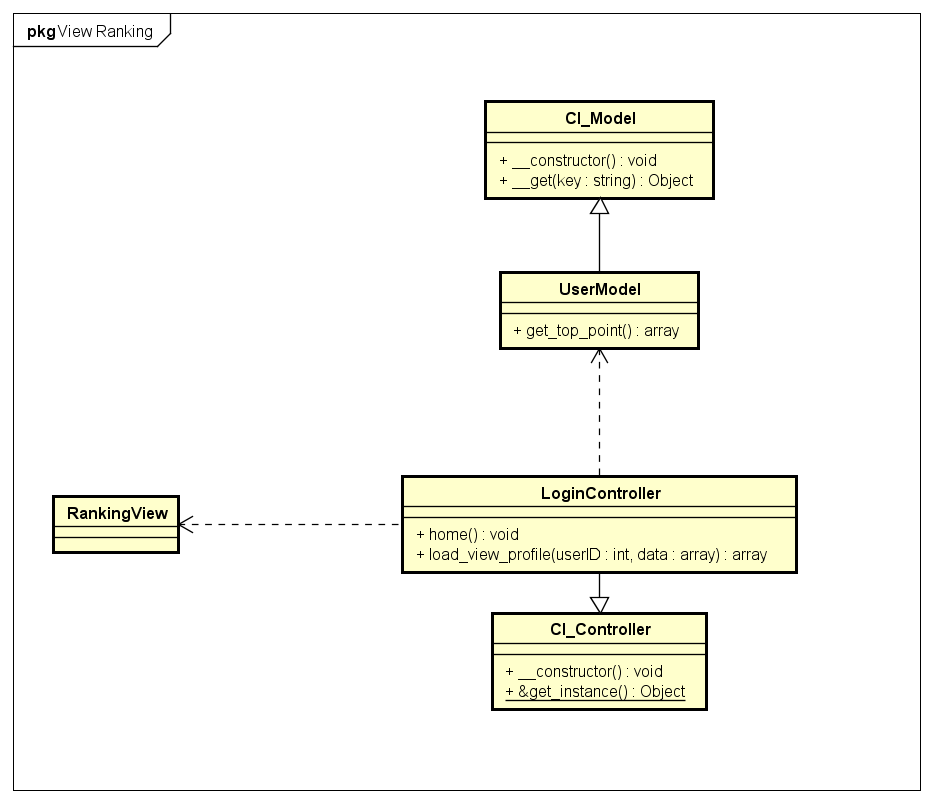 pkg View Ranking
CI_Model
+ __constructor() : void
+ __get(key : string) : Object
UserModel
+ get_top_point() : array
LoginController
+ home() : void
+ load_view_profile(userID : int, data : array) : array
RankingView
CI_Controller
+ __constructor() : void
+ &get_instance() : Object